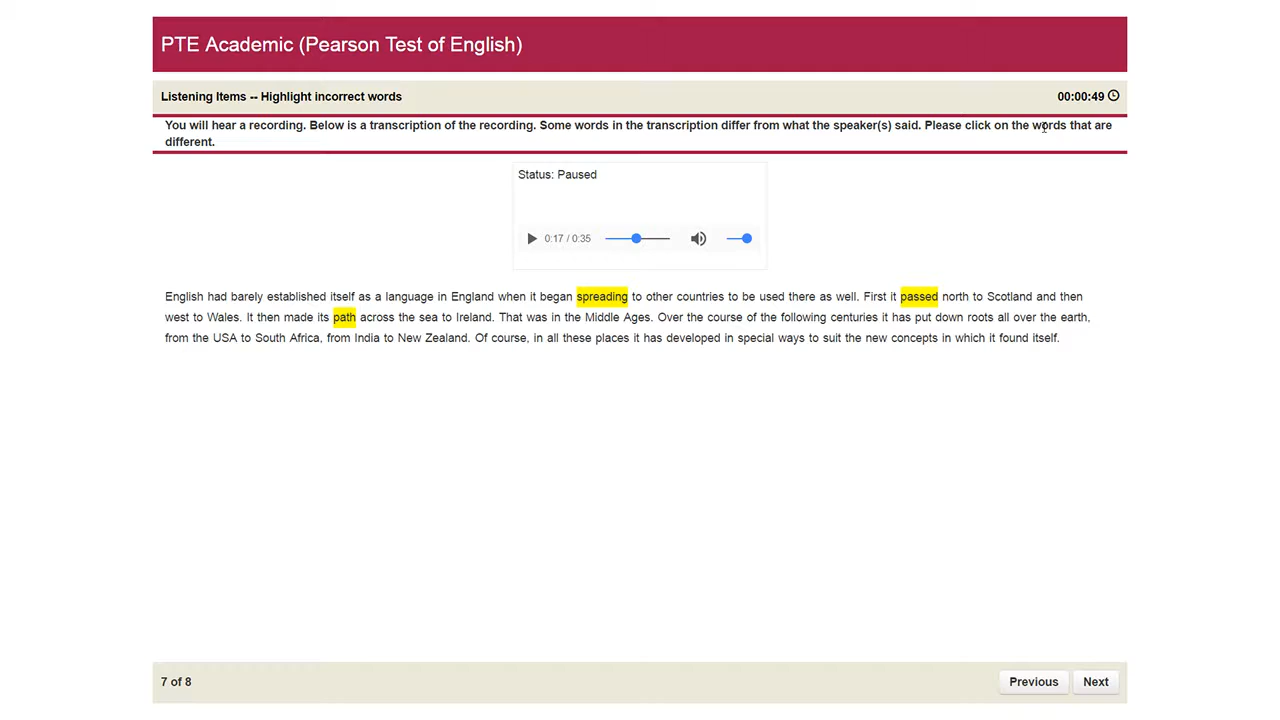 PTE Academic (Pearson Test of English)
Listening Items -- Highlight incorrect words
00:00:49
You will hear a recording. Below is a transcription of the recording. Some words in the transcription differ from what the speaker(s) said. Please click on the words that are
different.
Status: Paused
0:17 / 0:35
English had barely established itself as a language in England when it began spreading to other countries to be used there as well. First it passed north to Scotland and then
west to Wales. It then made its path across the sea to Ireland. That was in the Middle Ages. Over the course of the following centuries it has put down roots all over the earth,
from the USA to South Africa, from India to New Zealand. Of course, in all these places it has developed in special ways to suit the new concepts in which it found itself.
7 of 8
Previous
Next